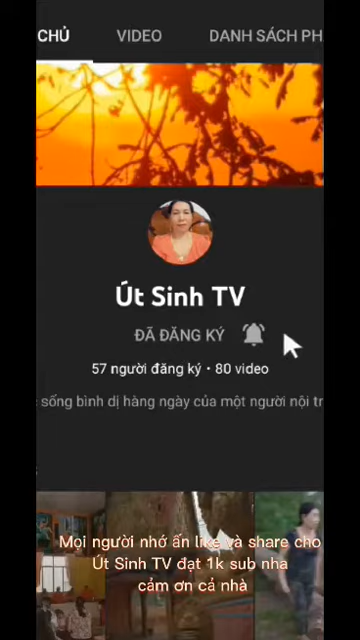 CHỦ VIDEO DANH SÁCH PH
Út Sinh TV
ĐÃ ĐĂNG KÝ
57 người đăng ký • 80 video
sống bình dị hàng ngày của một người nội tr
Mọi người nhớ ấn like và share cho
Út Sinh TV đạt 1k sub nha
cảm ơn cả nhà